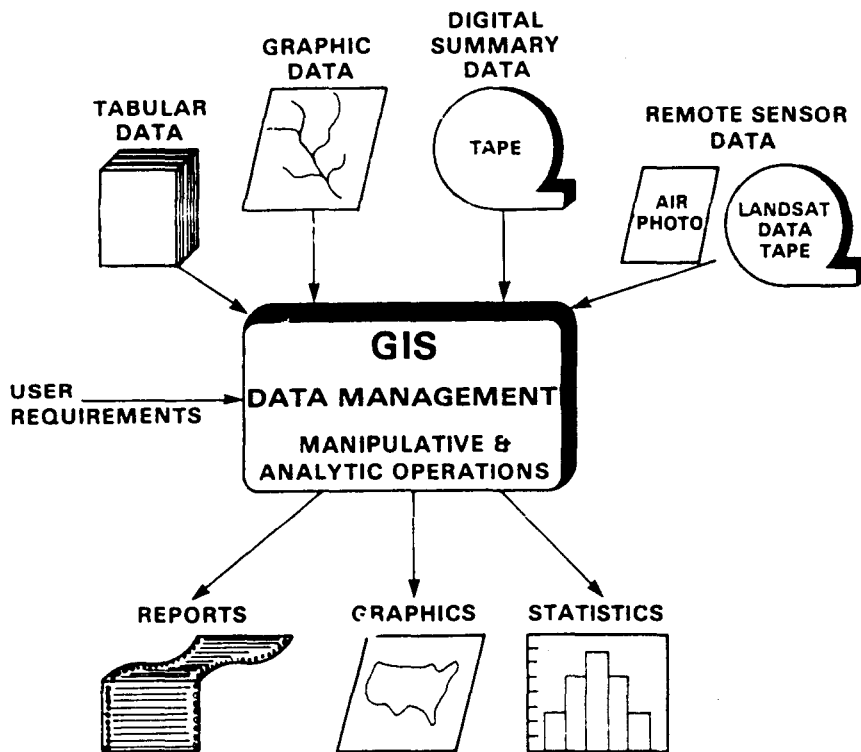 DIGITAL
SUMMARY
DATA
GRAPHIC
DATA
TABULAR
DATA
REMOTE SENSOR
DATA
TAPE
AIR
PHOTO
LANDSAT
DATA
TAPE
GIS
DATA MANAGEMENT
MANIPULATIVE &
ANALYTIC OPERATIONS
USER
REQUIREMENTS
REPORTS
GRAPHICS
STATISTICS